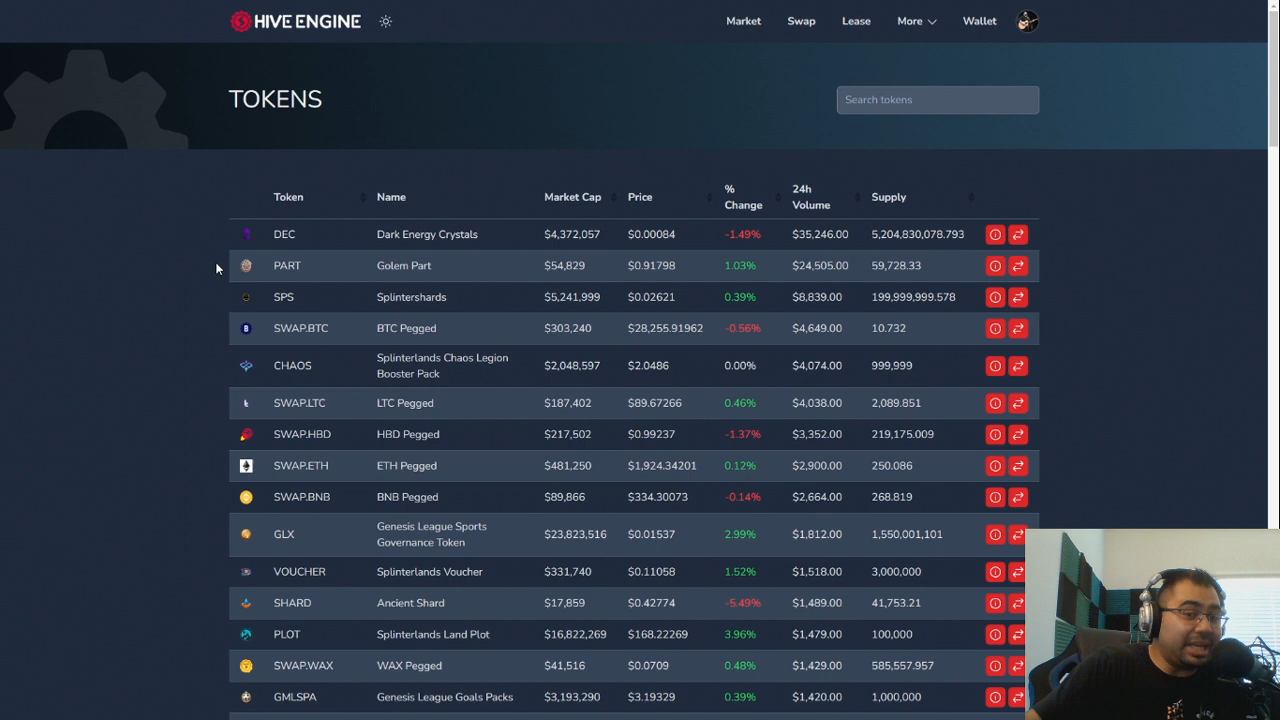 HIVE ENGINE Market Swap Lease More Wallet
TOKENS Search tokens
Token Name Market Cap Price % Change 24h Volume Supply
DEC Dark Energy Crystals $4,372,057 $0.00084 -1.49% $35,246.00 5,204,830,078.793
PART Golem Part $54,829 $0.91798 1.03% $24,505.00 59,728.33
SPS Splintershards $5,241,999 $0.02621 0.39% $8,839.00 199,999,999.578
SWAP.BTC BTC Pegged $303,240 $28,255.91962 -0.56% $4,649.00 10.732
CHAOS Splinterlands Chaos Legion Booster Pack $2,048,597 $2.0486 0.00% $4,074.00 999,999
SWAP.LTC LTC Pegged $187,402 $89.67266 0.46% $4,038.00 2,089.851
SWAP.HBD HBD Pegged $217,502 $0.99237 -1.37% $3,352.00 219,175.009
SWAP.ETH ETH Pegged $481,250 $1,924.34201 0.12% $2,900.00 250.086
SWAP.BNB BNB Pegged $89,866 $334.30073 -0.14% $2,664.00 268.819
GLX Genesis League Sports Governance Token $23,823,516 $0.01537 2.99% $1,812.00 1,550,001,101
VOUCHER Splinterlands Voucher $331,740 $0.11058 1.52% $1,518.00 3,000,000
SHARD Ancient Shard $17,859 $0.42774 -5.49% $1,489.00 41,753.21
PLOT Splinterlands Land Plot $16,822,269 $168.22269 3.96% $1,479.00 100,000
SWAP.WAX WAX Pegged $41,516 $0.0709 0.48% $1,429.00 585,557.957
GMLSPA Genesis League Goals Packs $3,193,290 $3.19329 0.39% $1,420.00 1,000,000